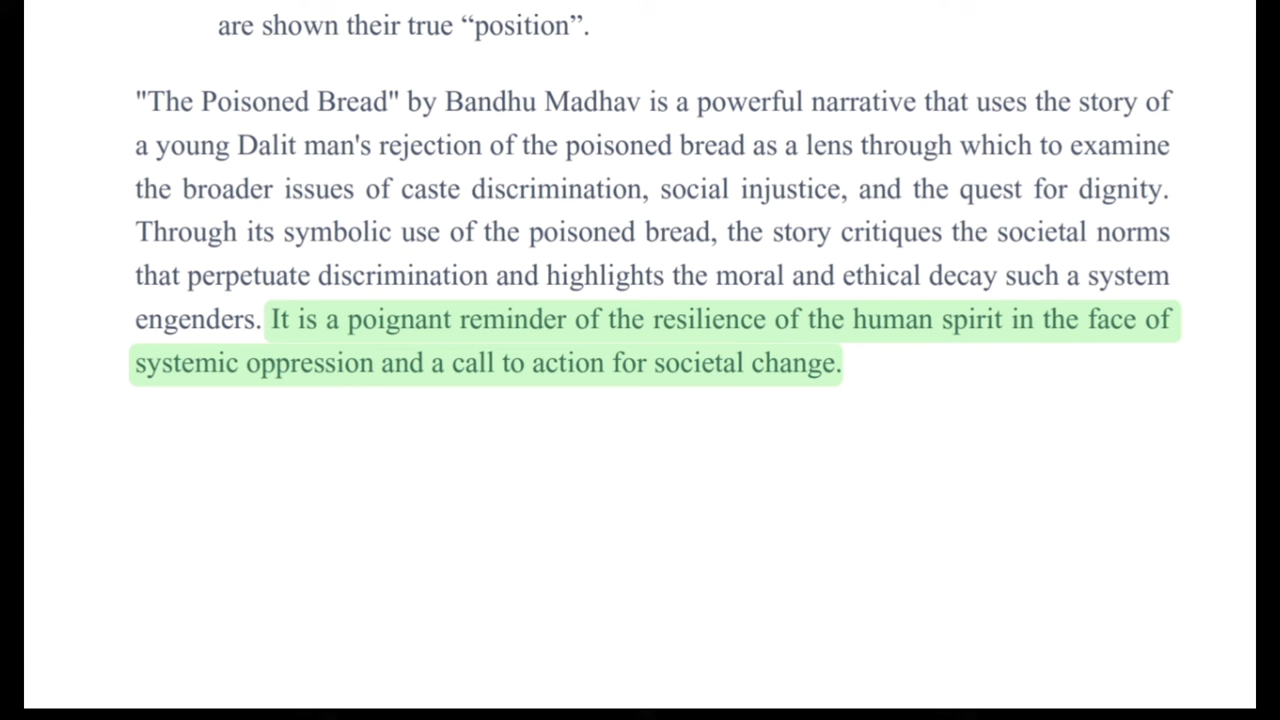 are shown their true “position”.
"The Poisoned Bread" by Bandhu Madhav is a powerful narrative that uses the story of
a young Dalit man's rejection of the poisoned bread as a lens through which to examine
the broader issues of caste discrimination, social injustice, and the quest for dignity.
Through its symbolic use of the poisoned bread, the story critiques the societal norms
that perpetuate discrimination and highlights the moral and ethical decay such a system
engenders. It is a poignant reminder of the resilience of the human spirit in the face of
systemic oppression and a call to action for societal change.